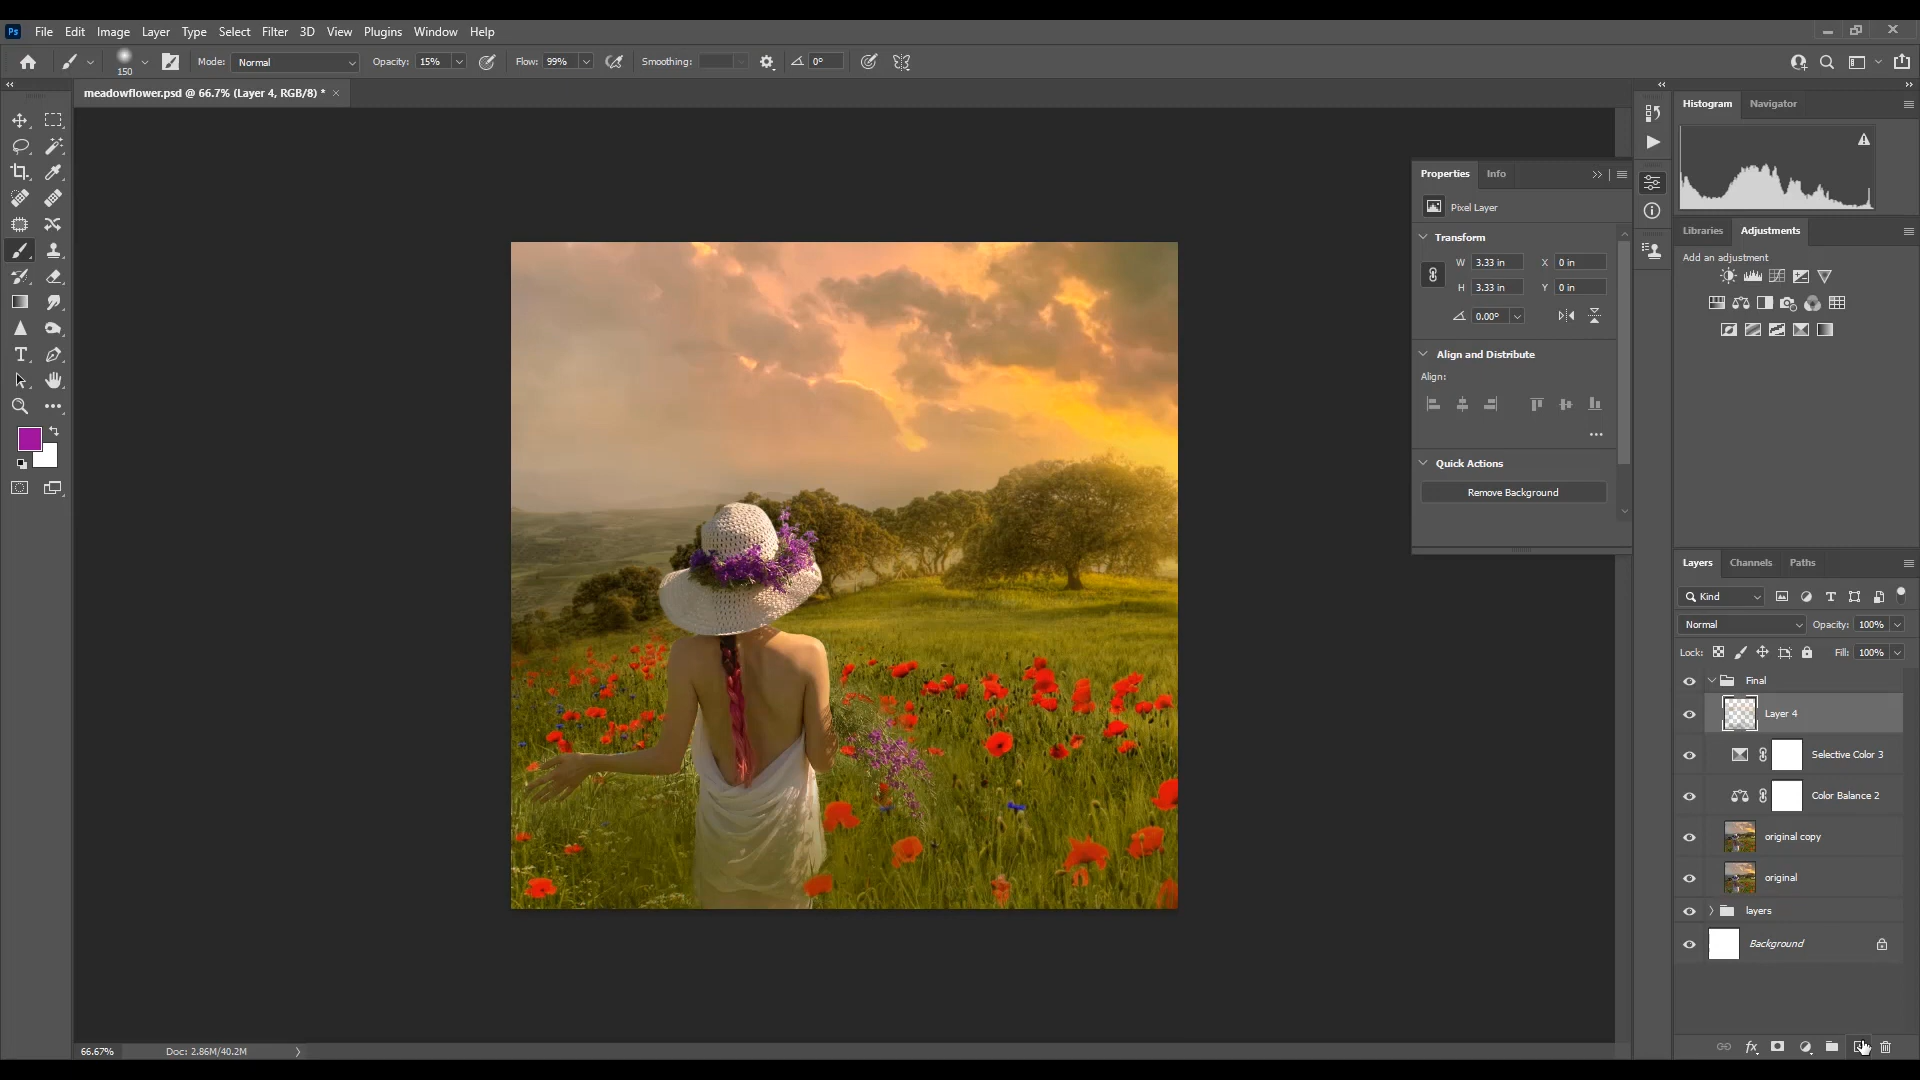 Ps File Edit Image Layer Type Select Filter 3D View Plugins Window Help
150 Mode: Normal Opacity: 15% Flow: 99% Smoothing: 0°
meadowflower.psd @ 66.7% (Layer 4, RGB/8) * ×
Histogram Navigator
Properties Info
Pixel Layer
Transform
W 3.33 in X 0 in
H 3.33 in Y 0 in
0.00°
Align and Distribute
Align:
Quick Actions
Remove Background
Libraries Adjustments
Add an adjustment
Layers Channels Paths
Kind
Normal Opacity: 100%
Lock: Fill: 100%
Final
Layer 4
Selective Color 3
Color Balance 2
original copy
original
layers
Background
fx
66.67% Doc: 2.86M/40.2M